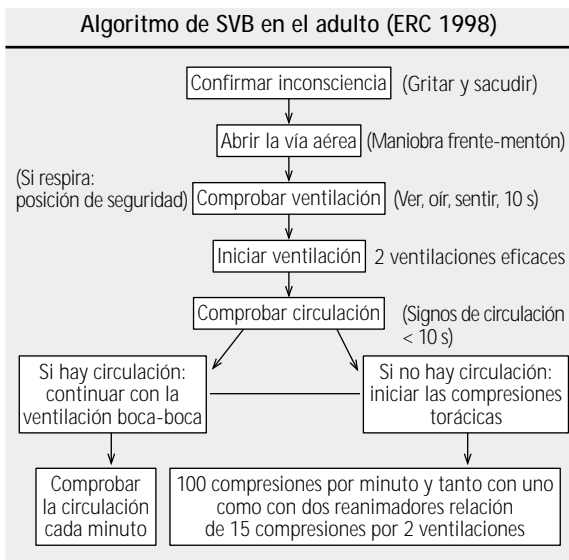 Algoritmo de SVB en el adulto (ERC 1998)
Confirmar inconsciencia (Gritar y sacudir)
Abrir la vía aérea (Maniobra frente-mentón)
(Si respira:
posición de seguridad) Comprobar ventilación (Ver, oír, sentir, 10 s)
Iniciar ventilación 2 ventilaciones eficaces
Comprobar circulación (Signos de circulación
< 10 s)
Si hay circulación:
continuar con la
ventilación boca-boca
Si no hay circulación:
iniciar las compresiones
torácicas
Comprobar
la circulación
cada minuto
100 compresiones por minuto y tanto con uno
como con dos reanimadores relación
de 15 compresiones por 2 ventilaciones